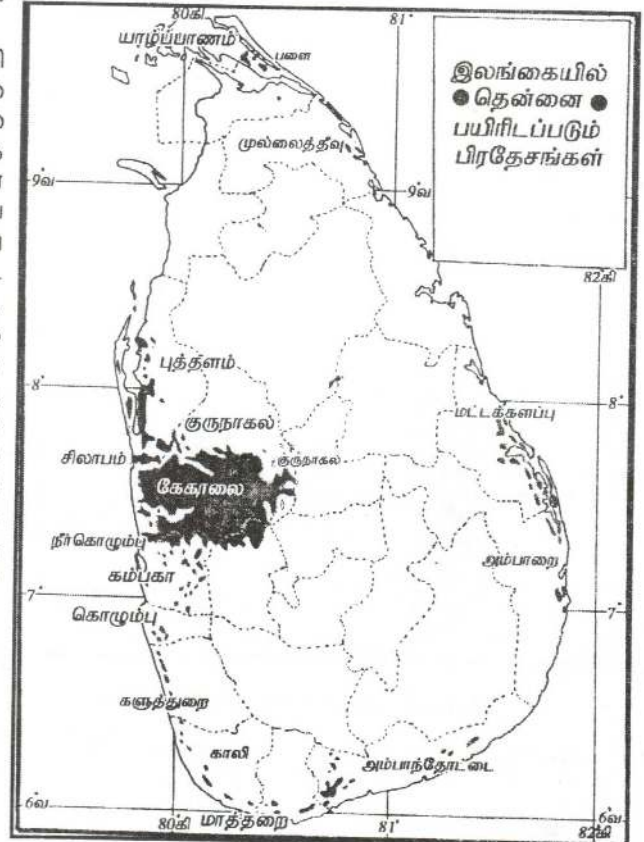 80கி
81
யாழ்ப்பாணம்
பளை
இலங்கையில்
தென்னை
பயிரிடப்படும்
பிரதேசங்கள்
முல்லைத்தீவு
9வ
9வ
82கி
புத்தளம்
8
8
மட்டக்களப்பு
குருநாகல்
சிலாபம்
குருநாகல்
கேகாலை
நீர்கொழும்பு
அம்பாறை
கம்பகா
7
7
கொழும்பு
களுத்துறை
காலி
அம்பாந்தோட்டை
6வ
80கி
மாத்தறை
81
6வ
82கி